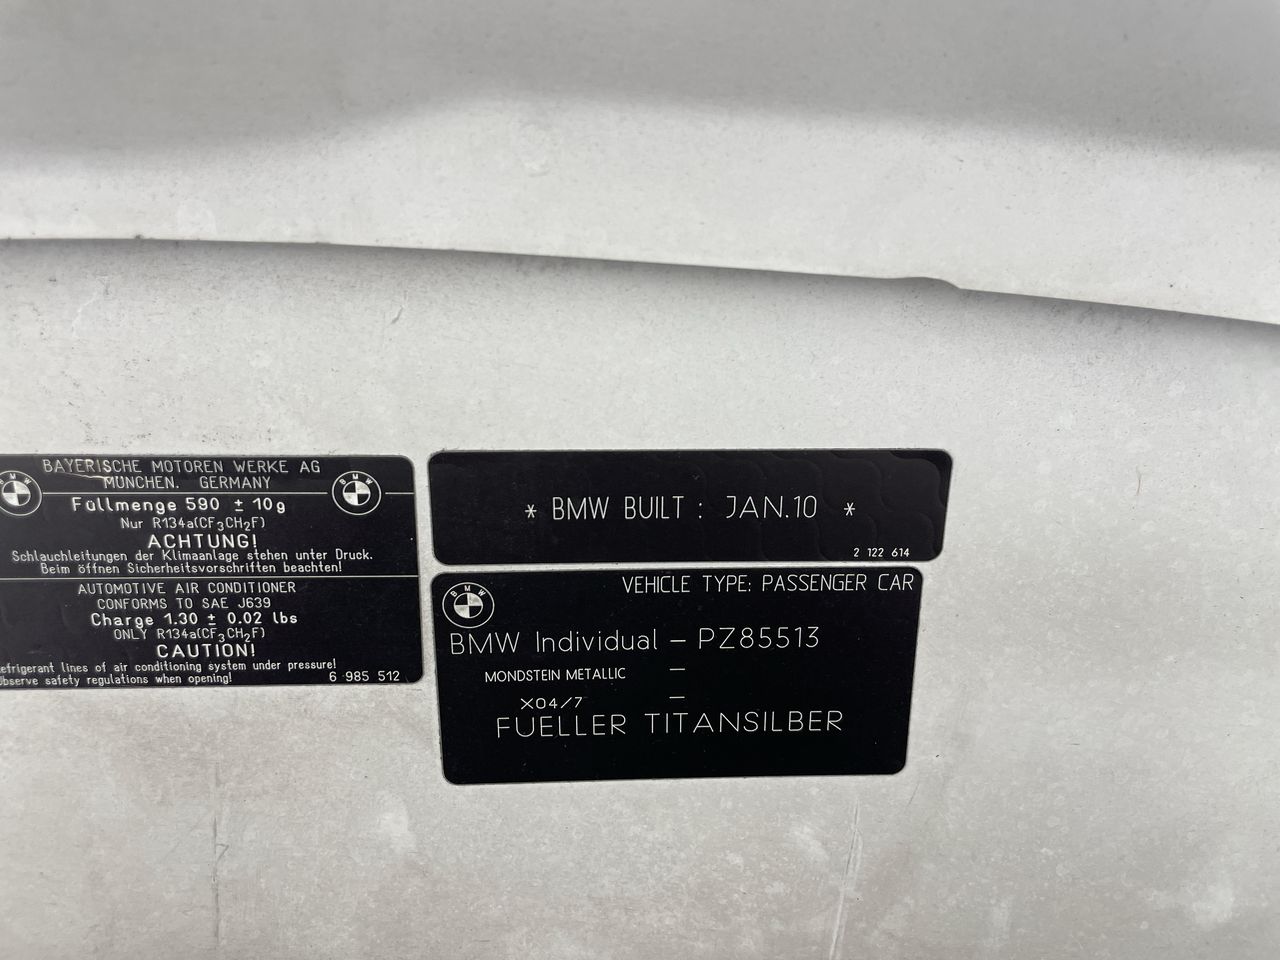 BAYERISCHE MOTOREN WERKE AG
MÜNCHEN. GERMANY
BMW
BMW
Füllmenge 590 ± 10g
Nur R134a(CF3CH2F)
ACHTUNG!
Schlauchleitungen der Klimaanlage stehen unter Druck.
Beim öffnen Sicherheitsvorschriften beachten!
AUTOMOTIVE AIR CONDITIONER
CONFORMS TO SAE J639
Charge 1.30 ± 0.02 lbs
ONLY R134a(CF3CH2F)
CAUTION!
efrigerant lines of air conditioning system under pressure!
bserve safety regulations when opening!
6 985 512
* BMW BUILT : JAN.10 *
2 122 614
BMW
VEHICLE TYPE: PASSENGER CAR
BMW Individual – PZ85513
MONDSTEIN METALLIC –
X04/7 –
FUELLER TITANSILBER